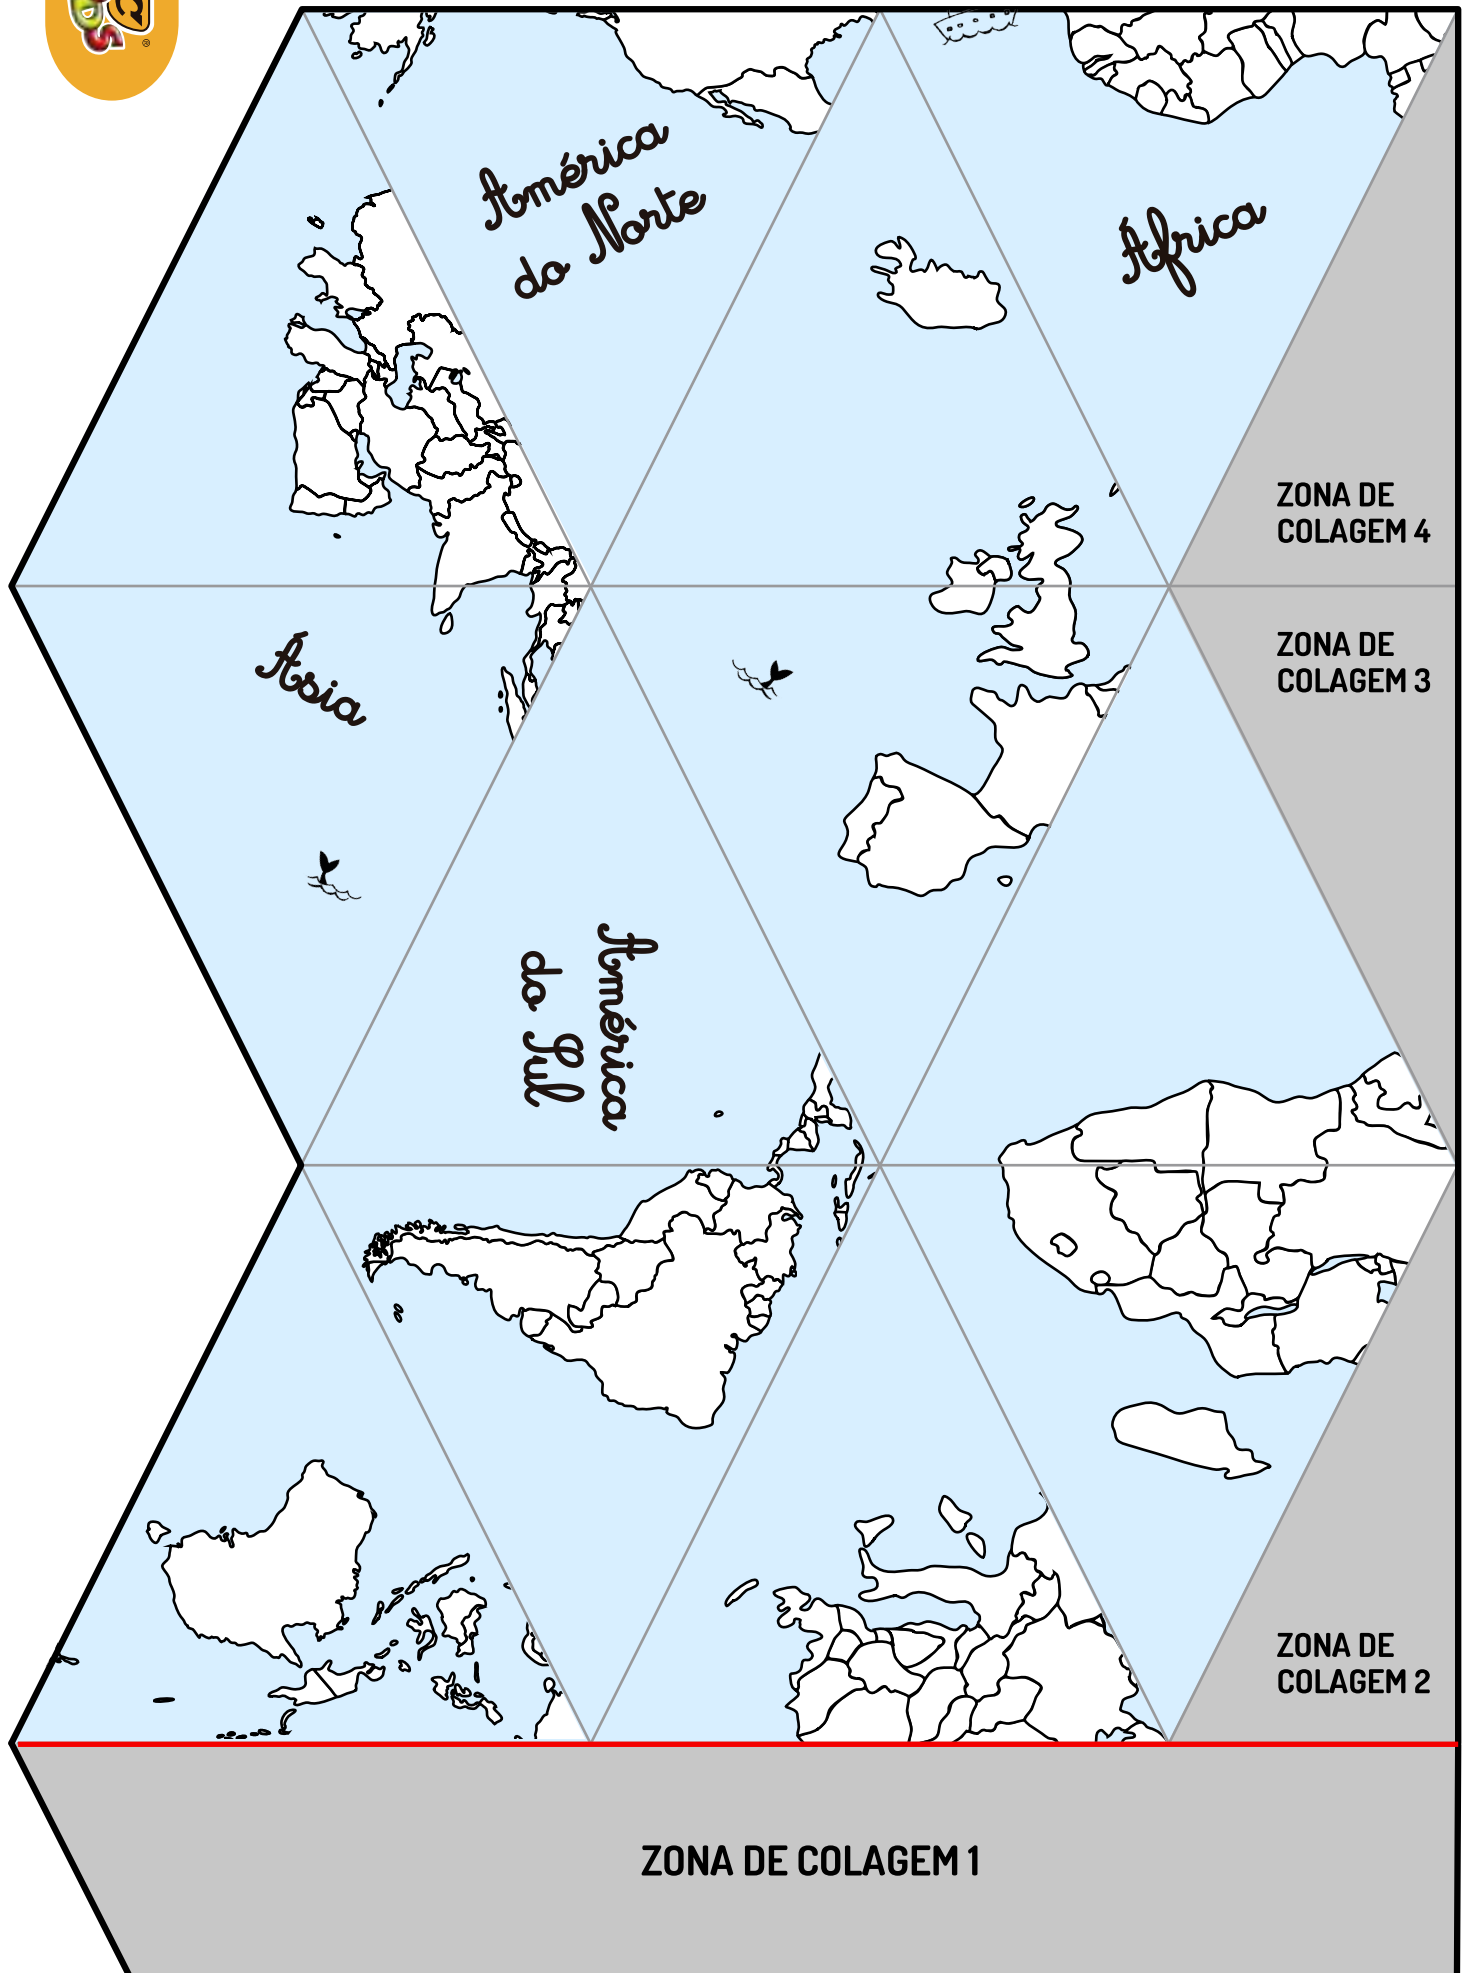 América
do Norte
África
ZONA DE
COLAGEM 4
ZONA DE
COLAGEM 3
Ásia
América
do Sul
ZONA DE
COLAGEM 2
ZONA DE COLAGEM 1